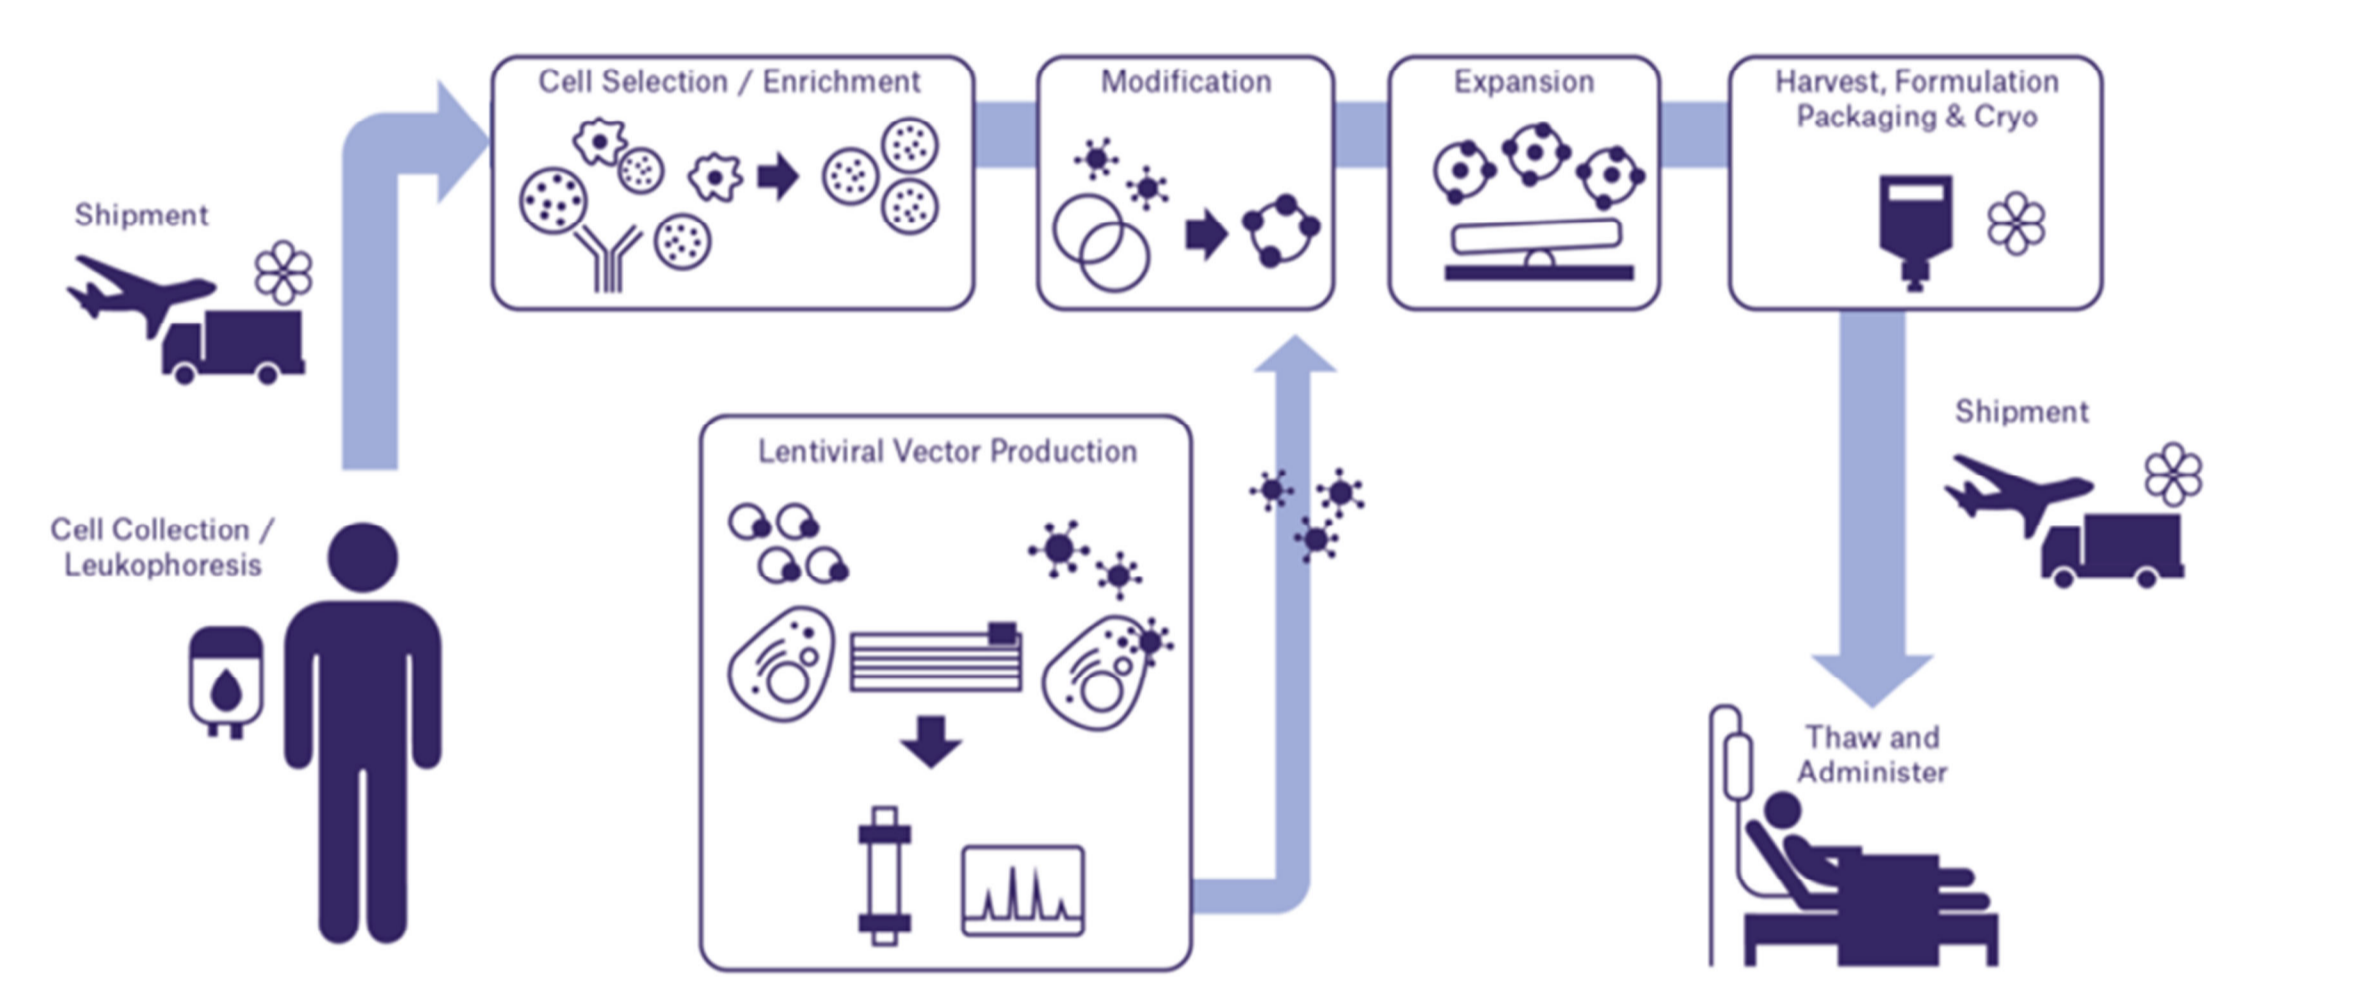 Cell Selection / Enrichment
Modification
Expansion
Harvest, Formulation
Packaging & Cryo
Shipment
Shipment
Lentiviral Vector Production
Cell Collection /
Leukophoresis
Thaw and
Administer